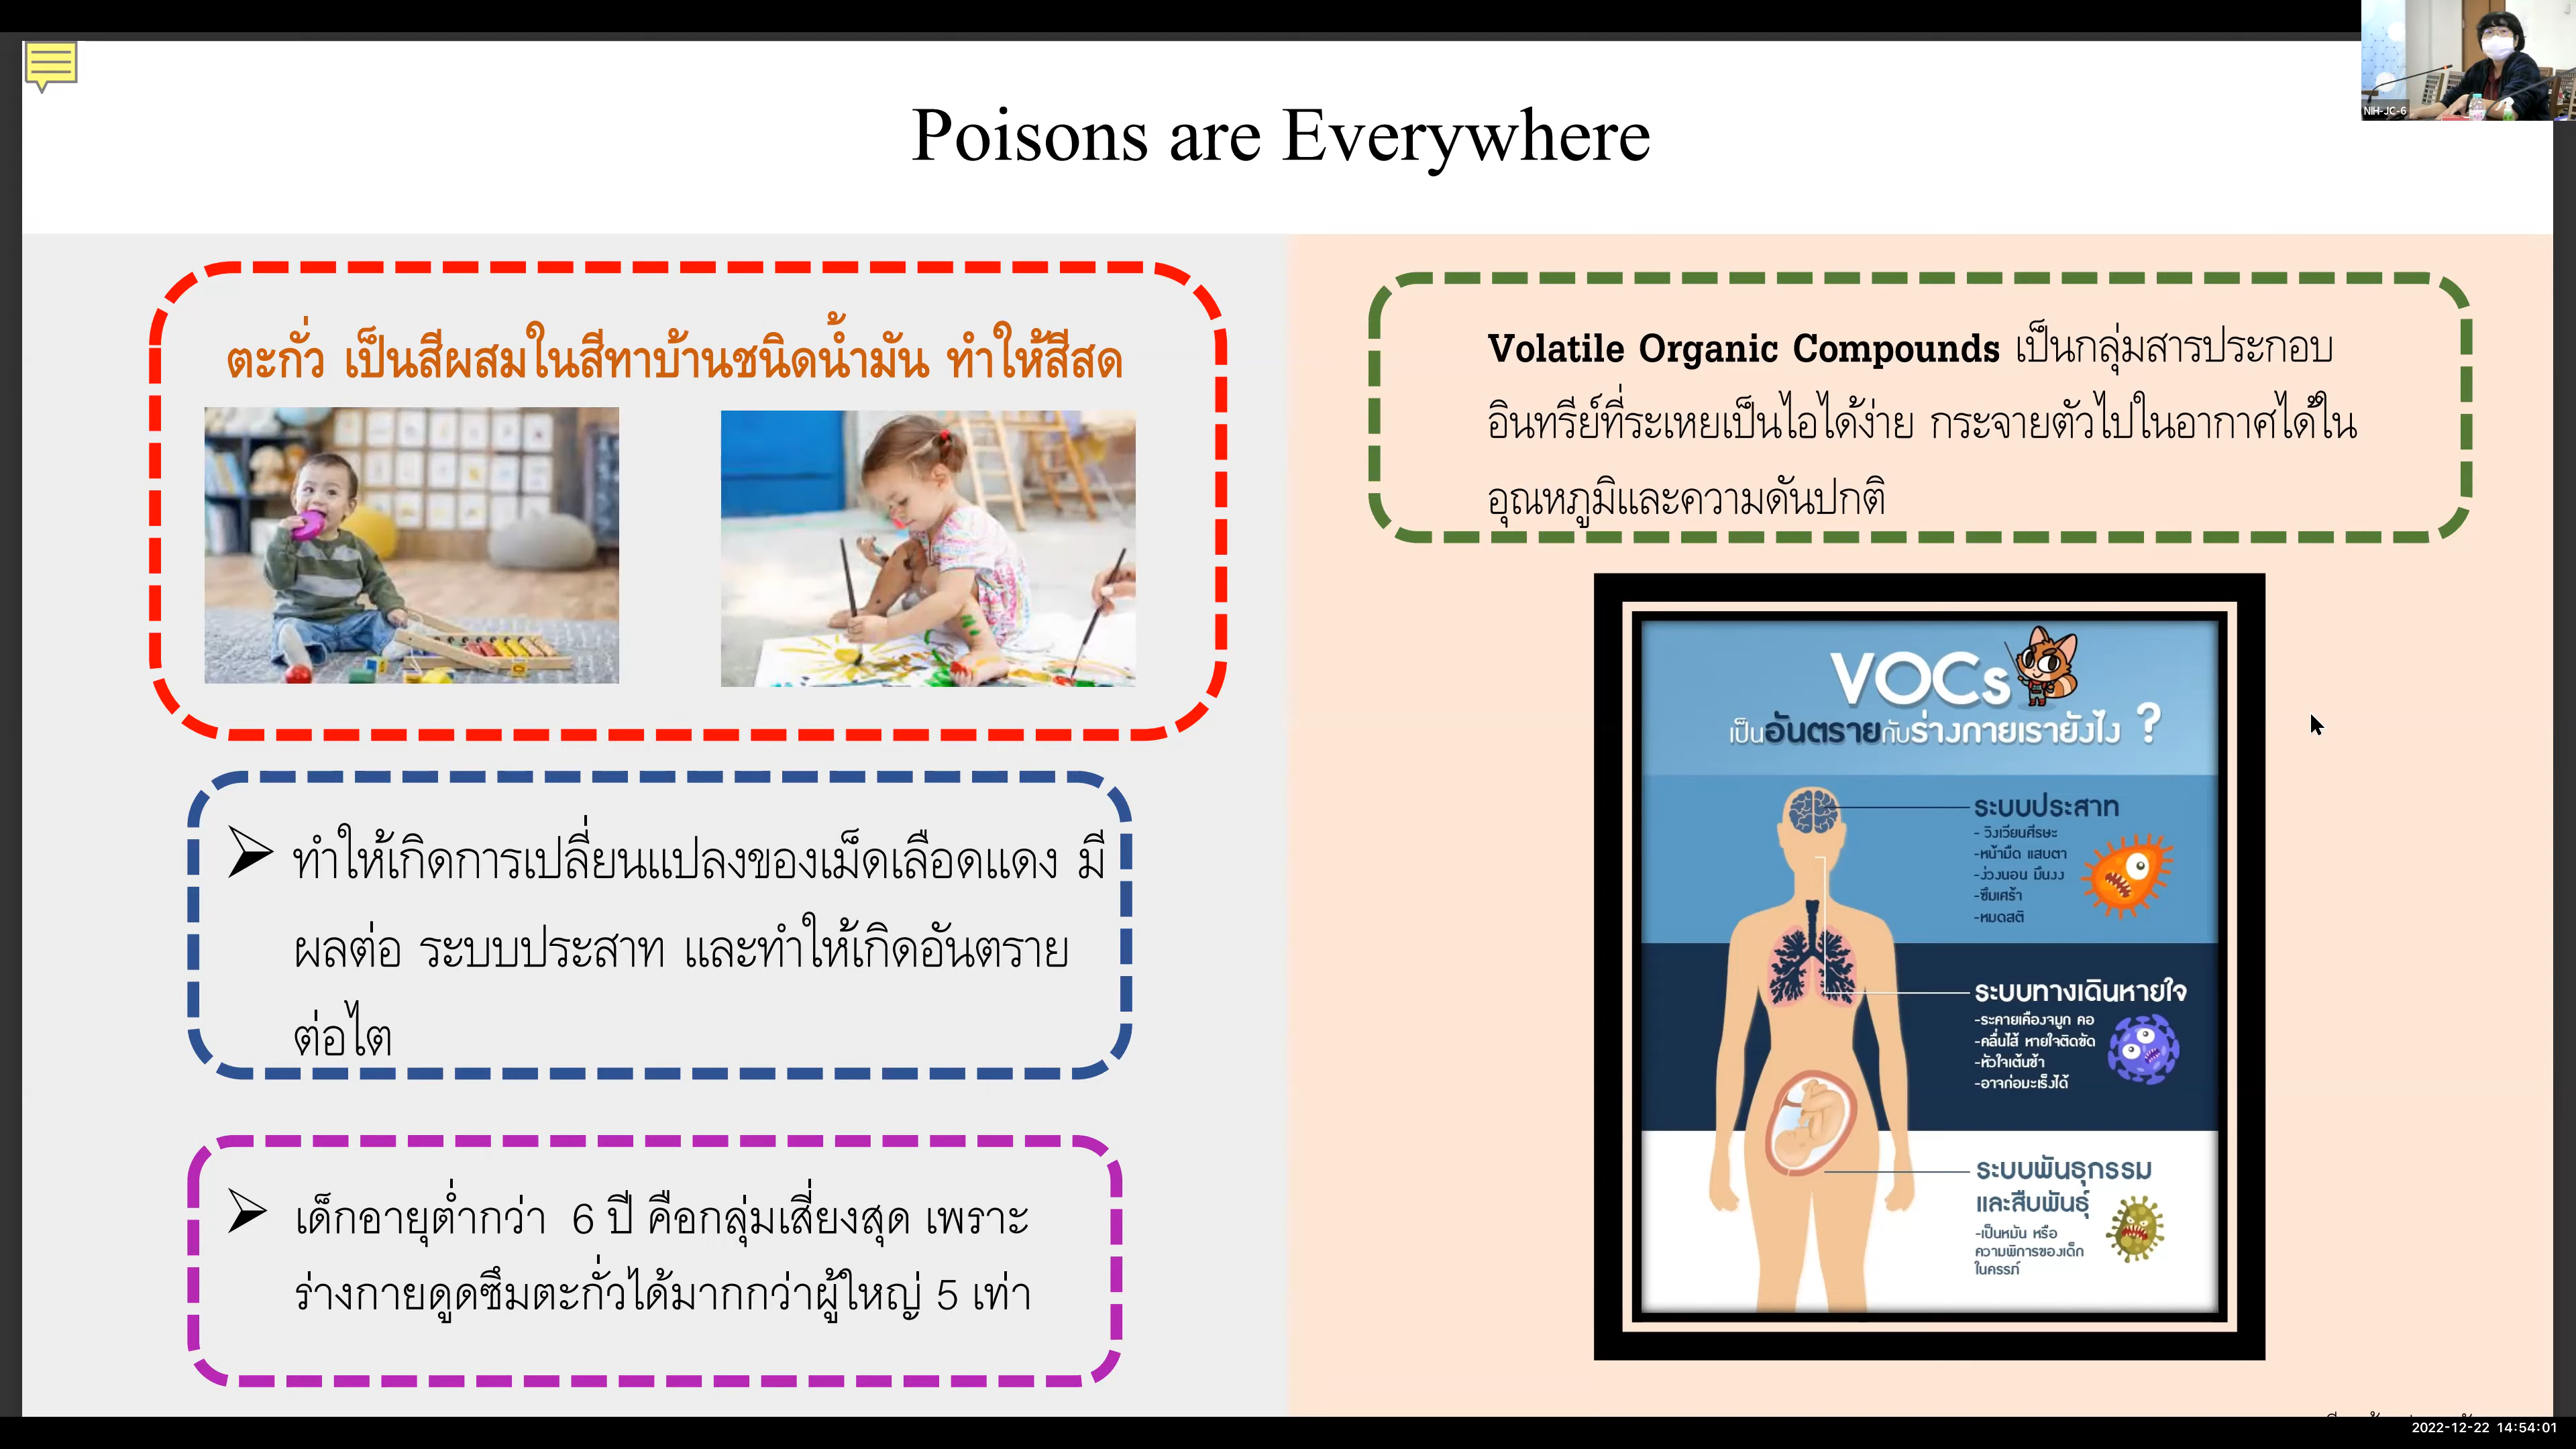 NIH-JC-6
Poisons are Everywhere
ตะกั่ว เป็นสีผสมในสีทาบ้านชนิดน้ำมัน ทำให้สีสด
ทำให้เกิดการเปลี่ยนแปลงของเม็ดเลือดแดง มี
ผลต่อ ระบบประสาท และทำให้เกิดอันตราย
ต่อไต
เด็กอายุต่ำกว่า 6 ปี คือกลุ่มเสี่ยงสุด เพราะ
ร่างกายดูดซึมตะกั่วได้มากกว่าผู้ใหญ่ 5 เท่า
Volatile Organic Compounds เป็นกลุ่มสารประกอบ
อินทรีย์ที่ระเหยเป็นไอได้ง่าย กระจายตัวไปในอากาศได้ใน
อุณหภูมิและความดันปกติ
VOCs
เป็นอันตรายกับร่างกายเรายังไง ?
ระบบประสาท
- วิงเวียนศีรษะ
-หน้ามืด แสบตา
-ง่วงนอน มึนงง
-ซึมเศร้า
-หมดสติ
ระบบทางเดินหายใจ
-ระคายเคืองจมูก คอ
-คลื่นไส้ หายใจติดขัด
-หัวใจเต้นช้า
-อาจก่อมะเร็งได้
ระบบพันธุกรรม
และสืบพันธุ์
-เป็นหมัน หรือ
ความพิการของเด็ก
ในครรภ์
2022-12-22 14:54:01